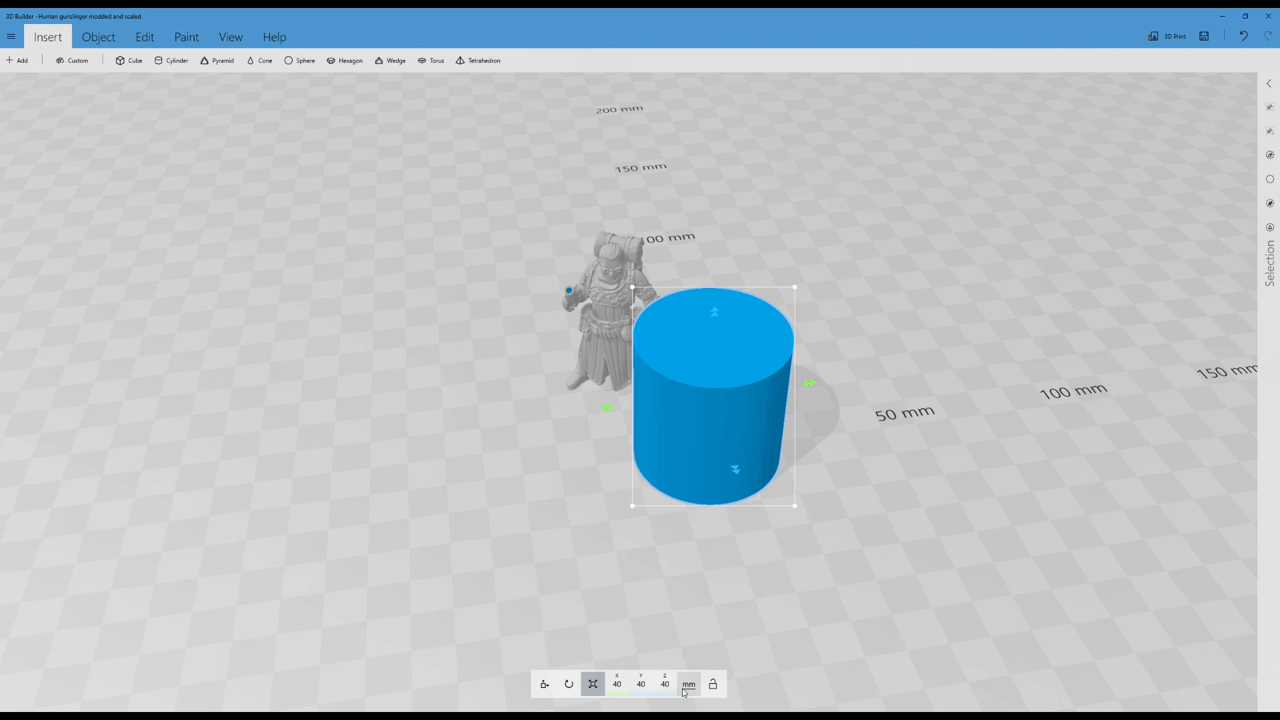 3D Builder -Human gunslinger modded and scaled
Insert Object Edit Paint View Help
3D Print
Add Custom Cube Cylinder Pyramid Cone Sphere Hexagon Wedge Torus Tetrahedron
200 mm
150 mm
00 mm
Selection
150 mm
100 mm
50 mm
X Y Z
40 40 40 mm